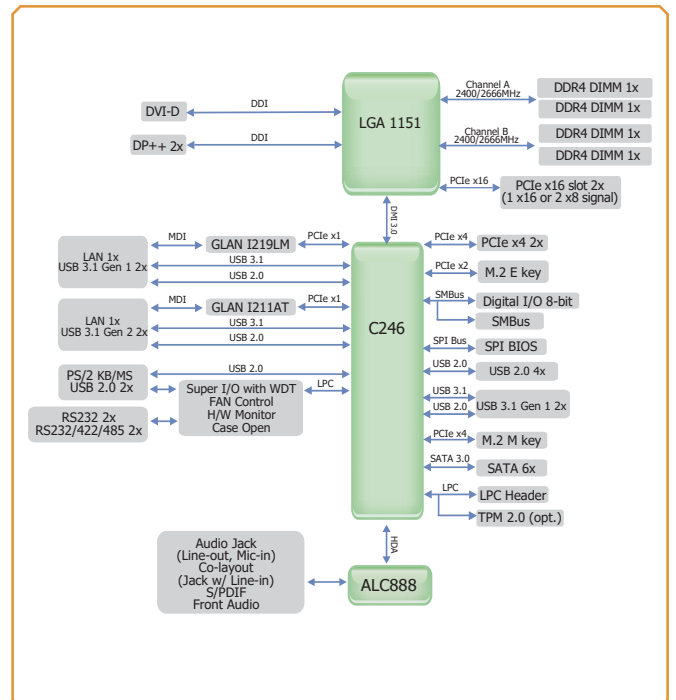 DVI-D
DDI
DP++ 2x
DDI
LGA 1151
Channel A
2400/2666MHz
DDR4 DIMM 1x
DDR4 DIMM 1x
Channel B
2400/2666MHz
DDR4 DIMM 1x
DDR4 DIMM 1x
PCIe x16
PCIe x16 slot 2x
(1 x16 or 2 x8 signal)
DMI 3.0
LAN 1x
USB 3.1 Gen 1 2x
MDI
GLAN I219LM
PCIe x1
USB 3.1
USB 2.0
LAN 1x
USB 3.1 Gen 2 2x
MDI
GLAN I211AT
PCIe x1
USB 3.1
USB 2.0
PS/2 KB/MS
USB 2.0 2x
USB 2.0
Super I/O with WDT
FAN Control
H/W Monitor
Case Open
LPC
RS232 2x
RS232/422/485 2x
C246
PCIe x4
PCIe x4 2x
PCIe x2
M.2 E key
SMBus
Digital I/O 8-bit
SMBus
SPI Bus
SPI BIOS
USB 2.0
USB 2.0 4x
USB 3.1
USB 2.0
USB 3.1 Gen 1 2x
PCIe x4
M.2 M key
SATA 3.0
SATA 6x
LPC
LPC Header
TPM 2.0 (opt.)
HDA
Audio Jack
(Line-out, Mic-in)
Co-layout
(Jack w/ Line-in)
S/PDIF
Front Audio
ALC888